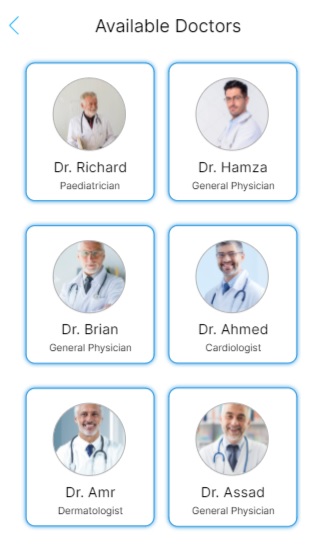 Available Doctors
Dr. Richard
Paediatrician
Dr. Hamza
General Physician
Dr. Brian
General Physician
Dr. Ahmed
Cardiologist
Dr. Amr
Dermatologist
Dr. Assad
General Physician